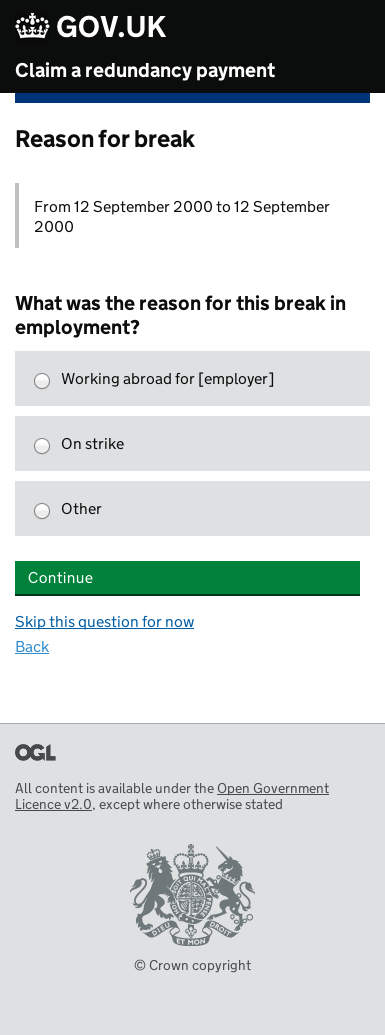 GOV.UK
Claim a redundancy payment
Reason for break
From 12 September 2000 to 12 September
2000
What was the reason for this break in
employment?
Working abroad for [employer]
On strike
Other
Continue
Skip this question for now
Back
OGL
All content is available under the Open Government
Licence v2.0, except where otherwise stated
DIEU ET MON DROIT
© Crown copyright